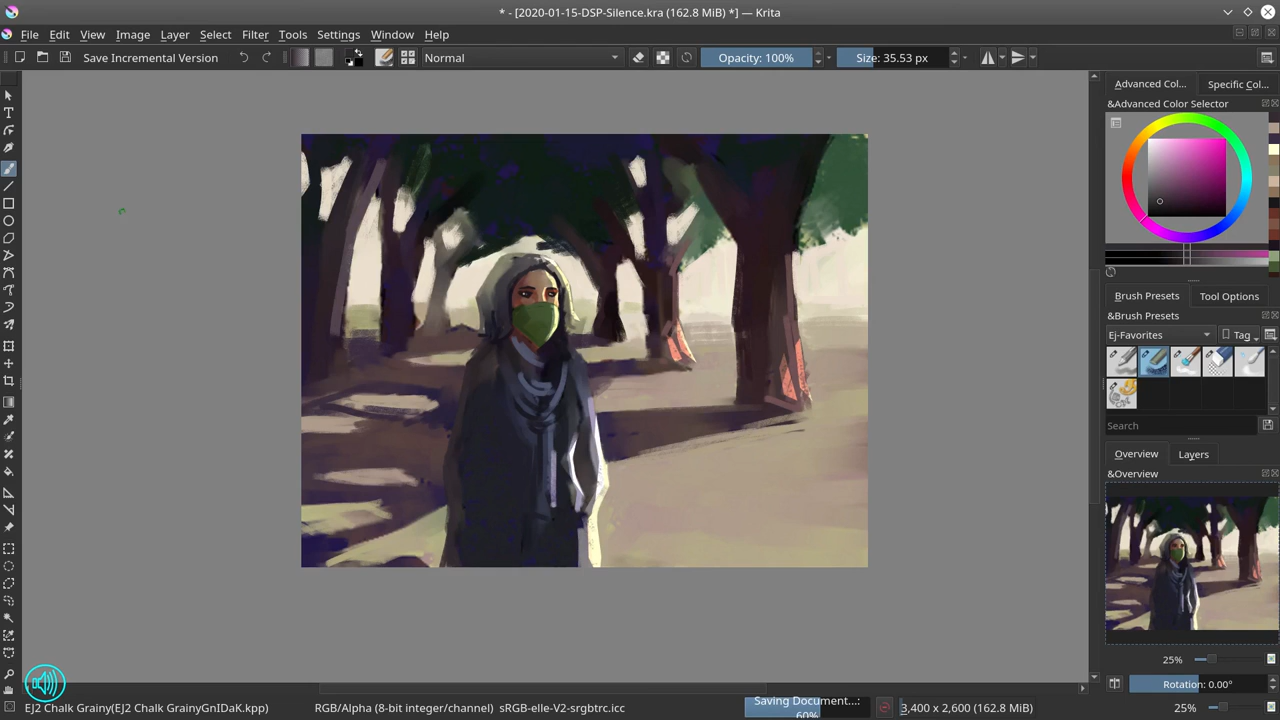 * - [2020-01-15-DSP-Silence.kra (162.8 MiB) *] — Krita
File Edit View Image Layer Select Filter Tools Settings Window Help
Save Incremental Version
Normal
Opacity: 100%
Size: 35.53 px
Advanced Col...
Specific Col...
&Advanced Color Selector
Brush Presets
Tool Options
&Brush Presets
Ej-Favorites
Tag
Search
Overview
Layers
&Overview
25%
Rotation: 0.00°
EJ2 Chalk Grainy(EJ2 Chalk GrainyGnIDaK.kpp)
RGB/Alpha (8-bit integer/channel) sRGB-elle-V2-srgbtrc.icc
Saving Document...:
60%
3,400 x 2,600 (162.8 MiB)
25%